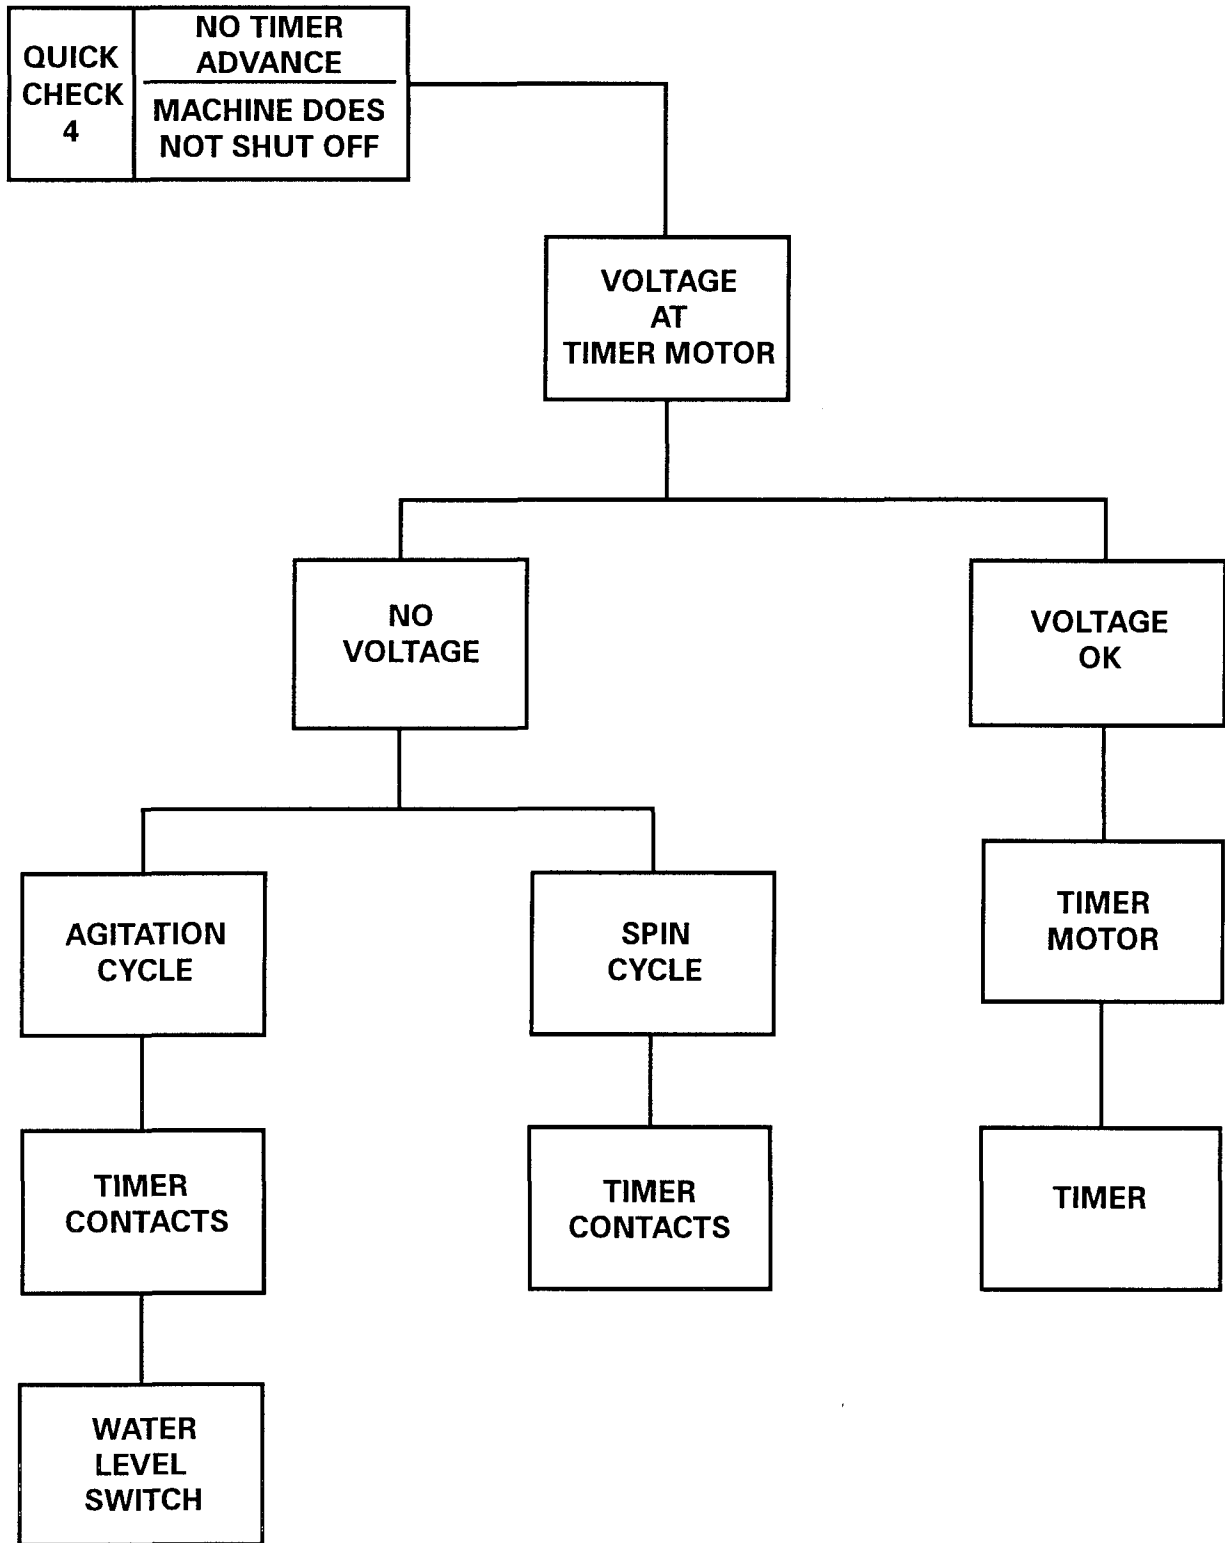 QUICK
CHECK
4
NO TIMER
ADVANCE
MACHINE DOES
NOT SHUT OFF
VOLTAGE
AT
TIMER MOTOR
NO
VOLTAGE
VOLTAGE
OK
AGITATION
CYCLE
SPIN
CYCLE
TIMER
MOTOR
TIMER
CONTACTS
TIMER
CONTACTS
TIMER
WATER
LEVEL
SWITCH